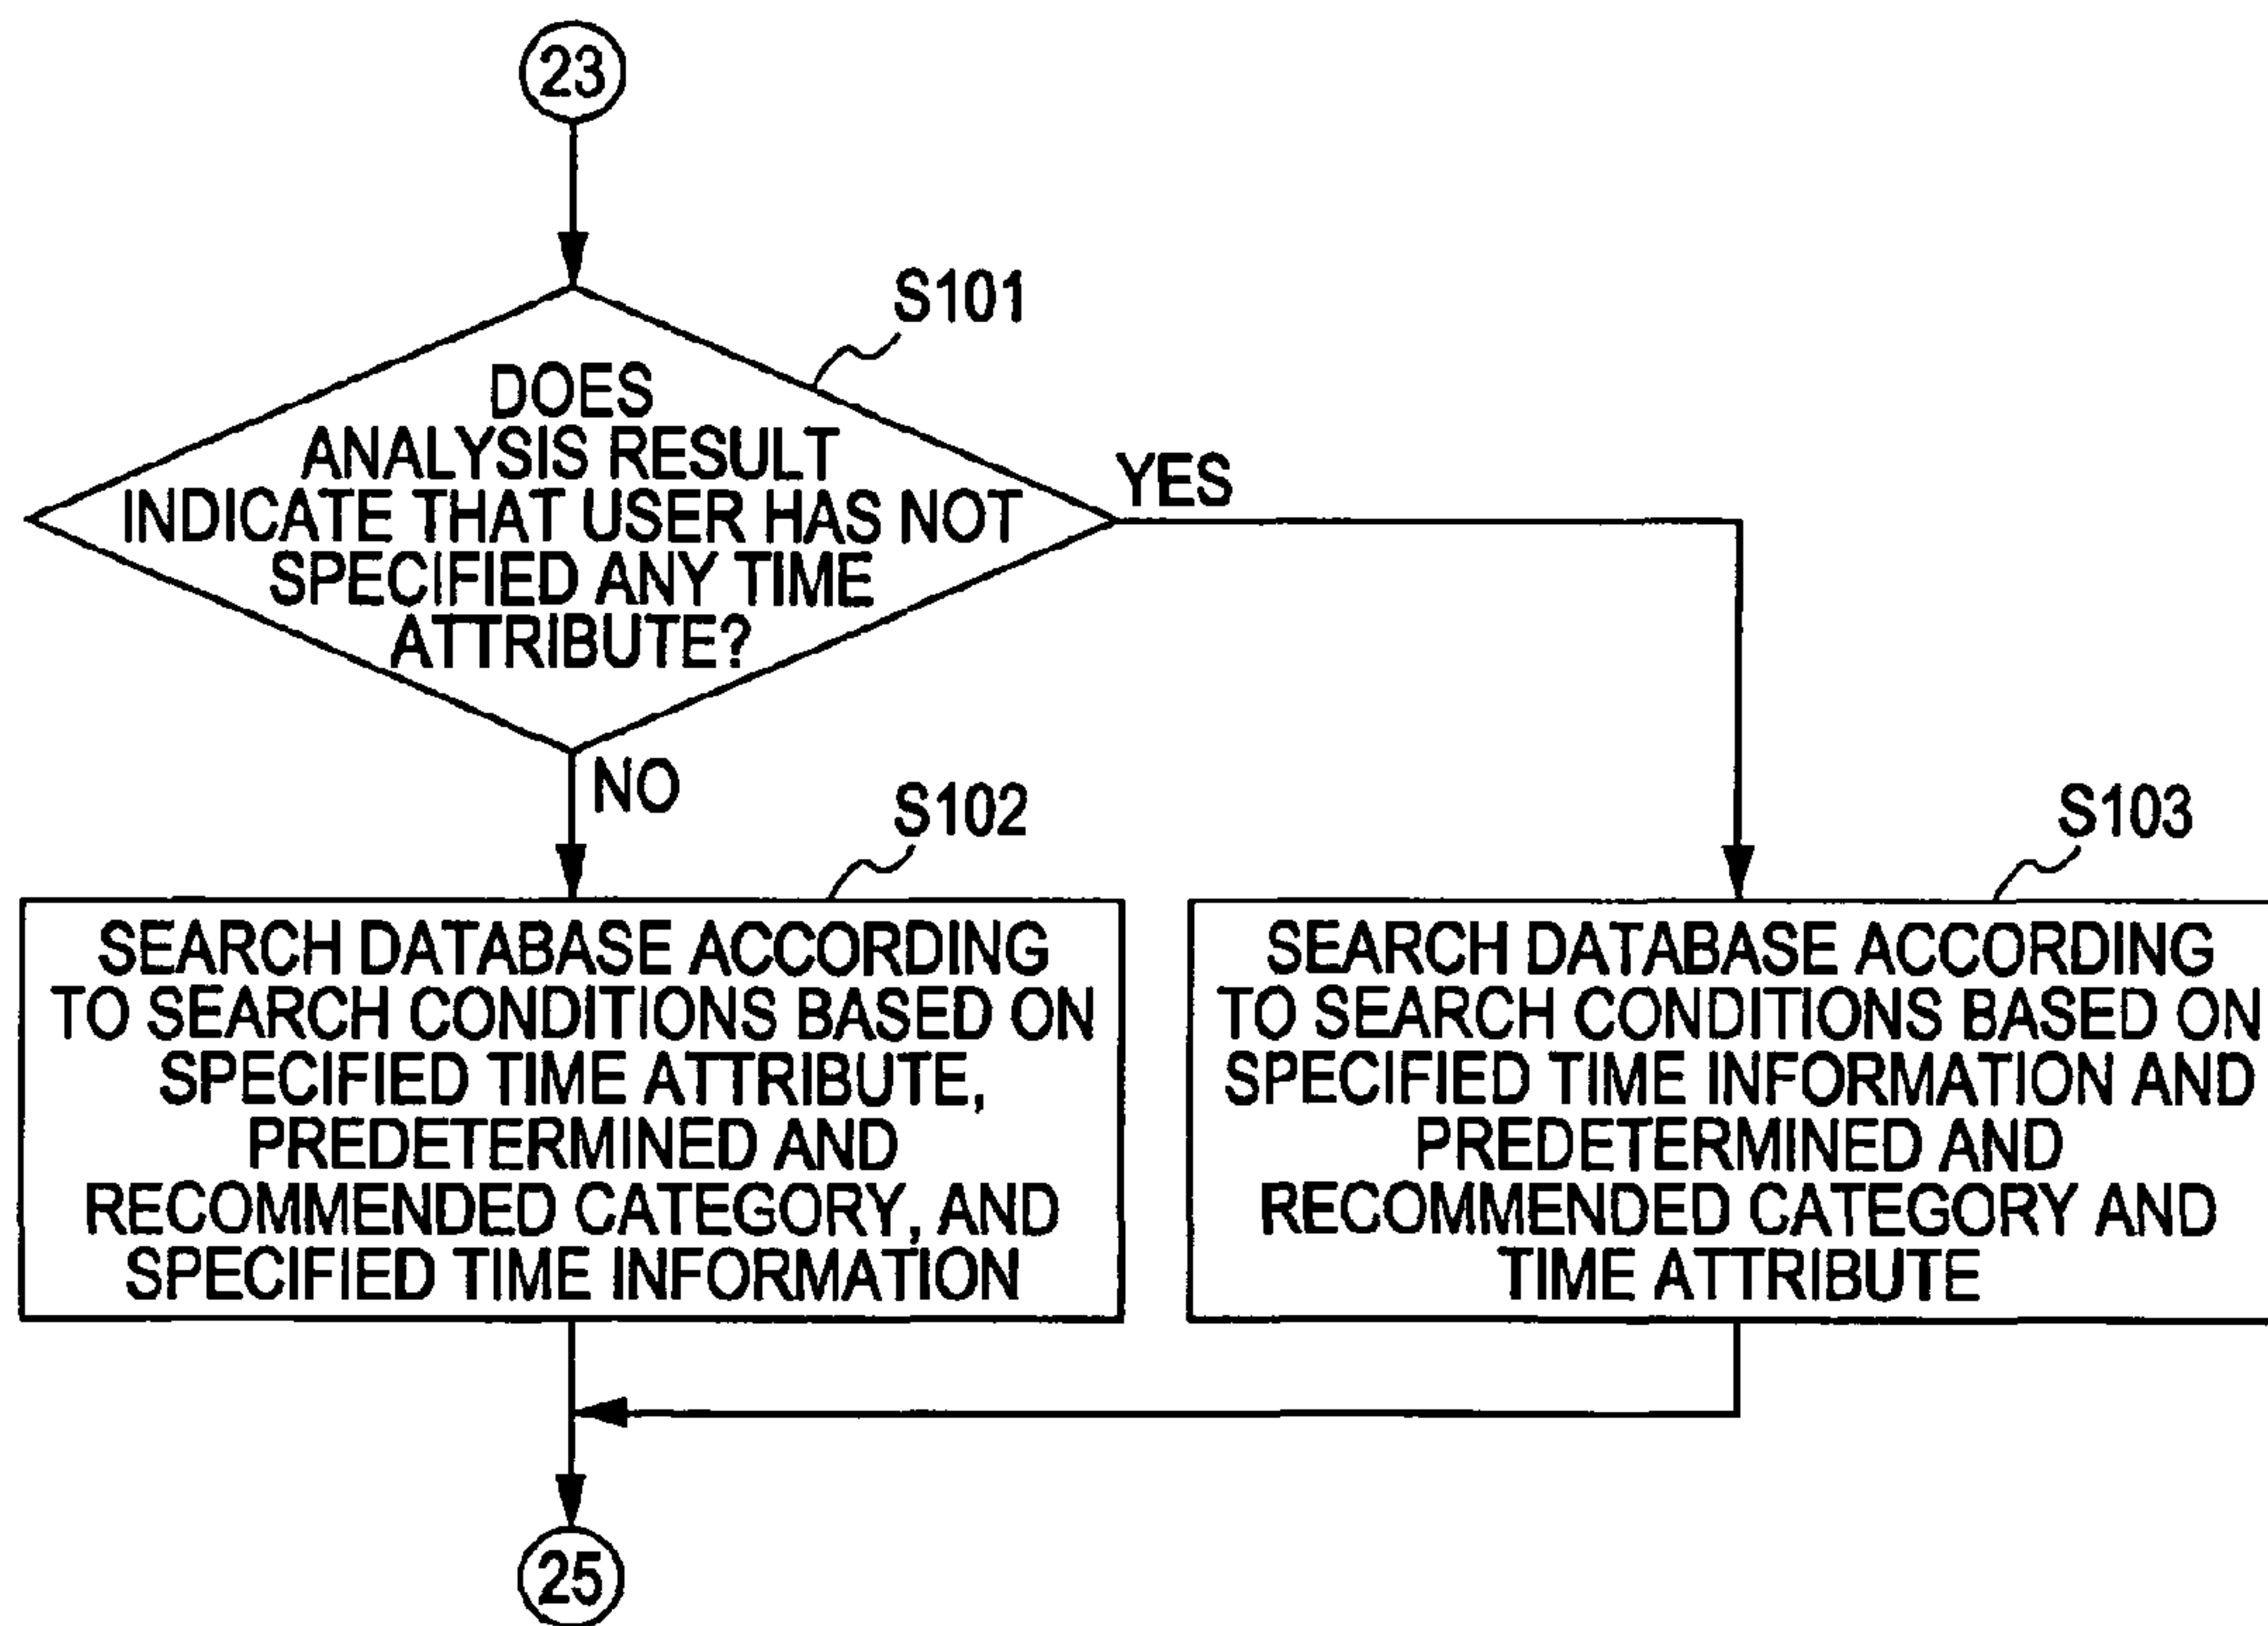 23
S101
DOES
ANALYSIS RESULT
INDICATE THAT USER HAS NOT
SPECIFIED ANY TIME
ATTRIBUTE?
YES
NO
S102
SEARCH DATABASE ACCORDING
TO SEARCH CONDITIONS BASED ON
SPECIFIED TIME ATTRIBUTE,
PREDETERMINED AND
RECOMMENDED CATEGORY, AND
SPECIFIED TIME INFORMATION
S103
SEARCH DATABASE ACCORDING
TO SEARCH CONDITIONS BASED ON
SPECIFIED TIME INFORMATION AND
PREDETERMINED AND
RECOMMENDED CATEGORY AND
TIME ATTRIBUTE
25